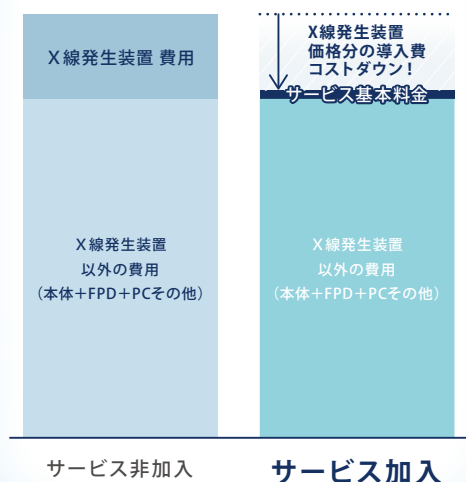 X線発生装置 費用
X線発生装置
以外の費用
（本体＋FPD＋PCその他）
サービス非加入
X線発生装置
価格分の導入費
コストダウン！
サービス基本料金
X線発生装置
以外の費用
（本体＋FPD＋PCその他）
サービス加入